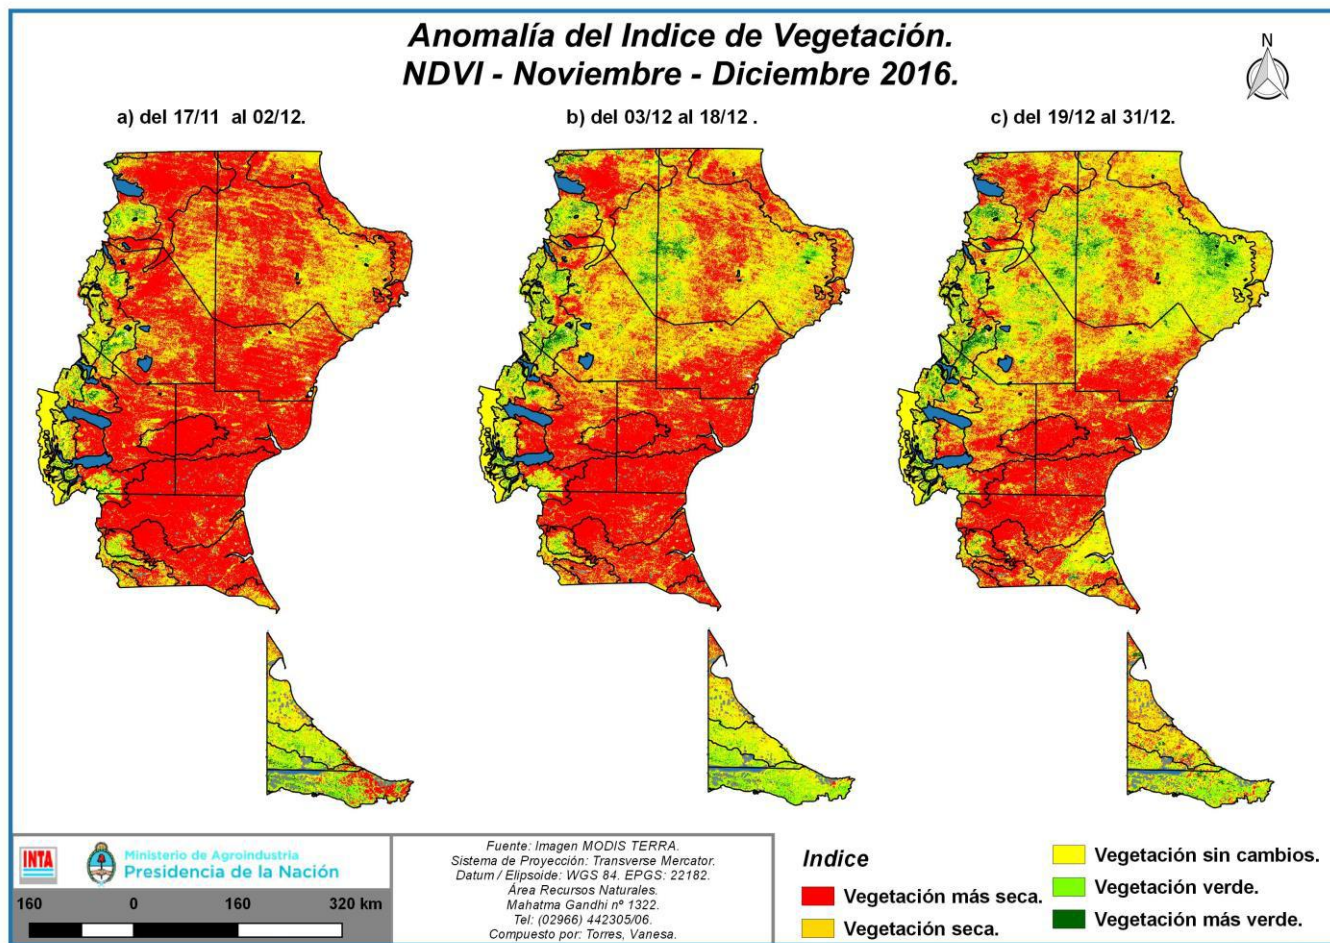 Anomalía del Indice de Vegetación.
NDVI - Noviembre - Diciembre 2016.
N
a) del 17/11 al 02/12.
b) del 03/12 al 18/12 .
c) del 19/12 al 31/12.
INTA
Ministerio de Agroindustria
Presidencia de la Nación
160 0 160 320 km
Fuente: Imagen MODIS TERRA.
Sistema de Proyección: Transverse Mercator.
Datum / Elipsoide: WGS 84. EPGS: 22182.
Área Recursos Naturales.
Mahatma Gandhi nº 1322.
Tel: (02966) 442305/06.
Compuesto por: Torres, Vanesa.
Indice
Vegetación más seca.
Vegetación seca.
Vegetación sin cambios.
Vegetación verde.
Vegetación más verde.